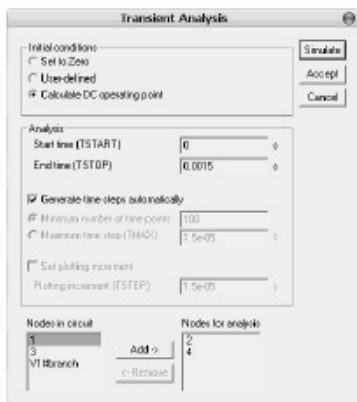 Transient Analysis
Initial conditions
Set to Zero
User-defined
Calculate DC operating point
Simulate
Accept
Cancel
Analysis
Start time (TSTART) 0
End time (TSTOP) 0.0015
Generate time steps automatically
Minimum number of time points 100
Maximum time step (TMAX) 1.5e-05
Set plotting increment
Plotting increment (TSTEP) 1.5e-05
Nodes in circuit
1
3
V1#branch
Add ->
<- Remove
Nodes for analysis
2
4